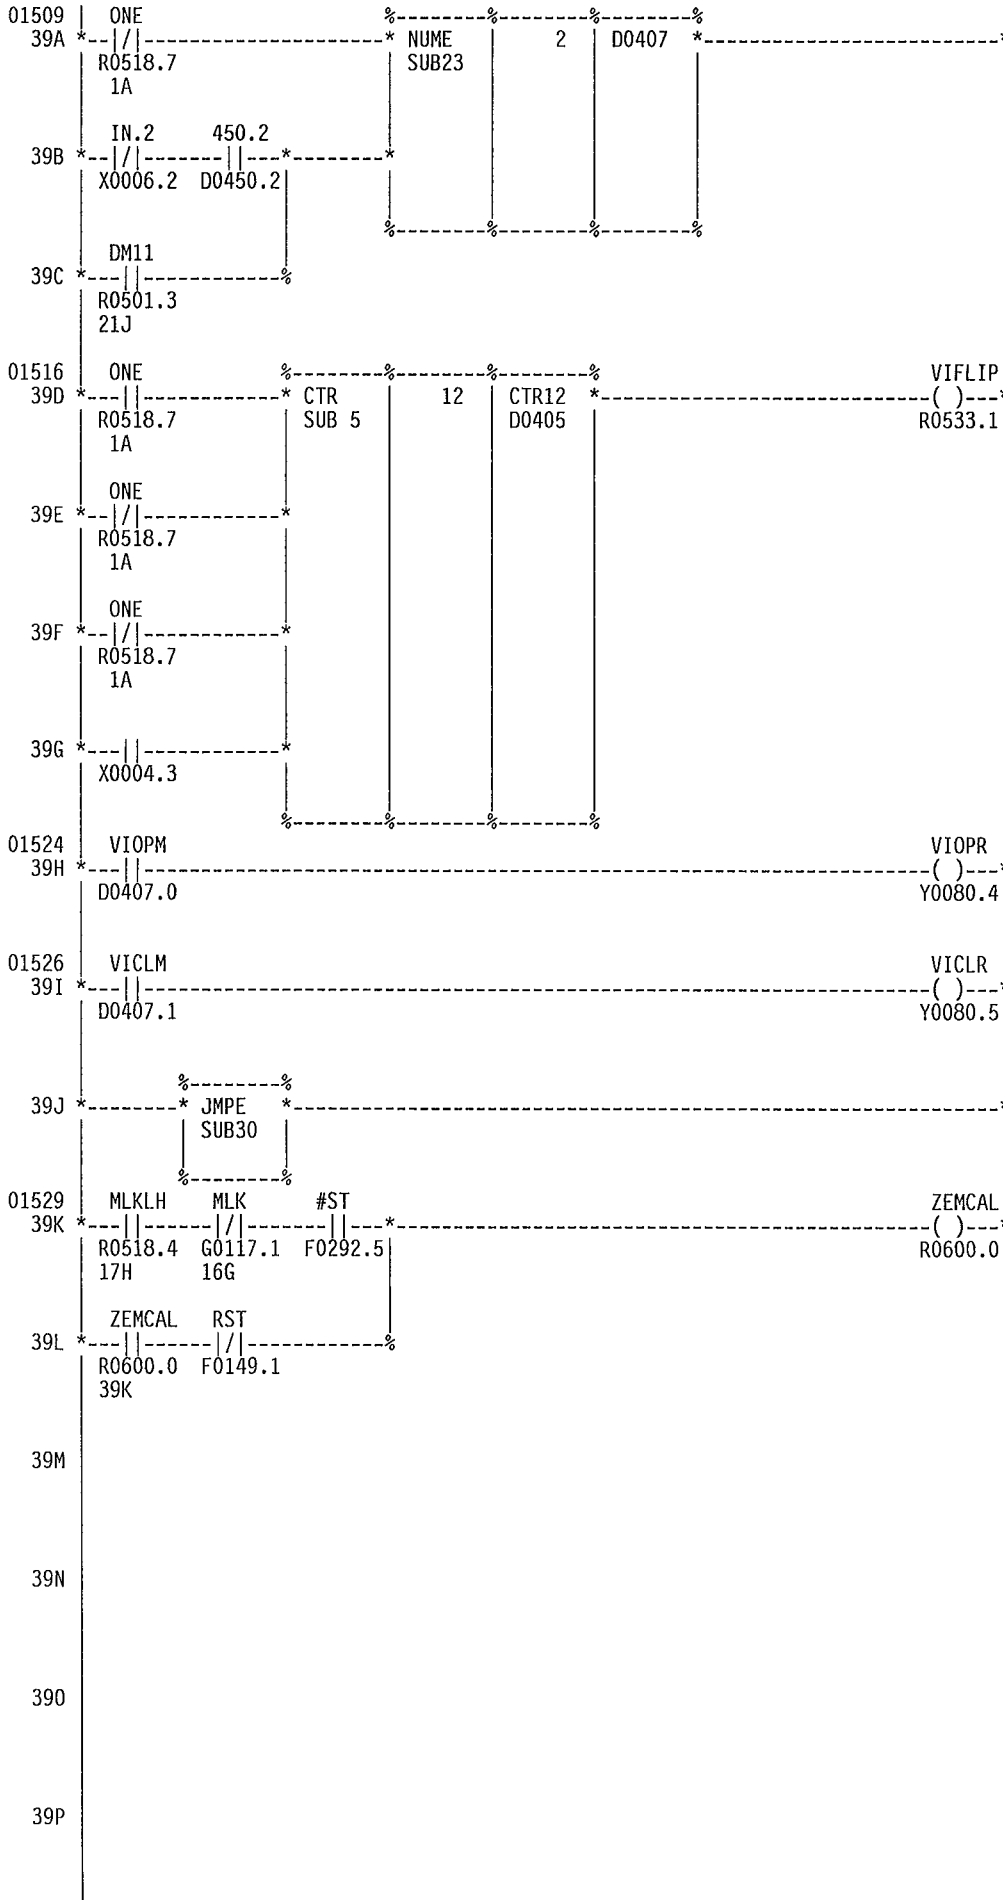 01509 ONE
39A NUME 2 D0407
R0518.7 SUB23
1A
IN.2 450.2
39B
X0006.2 D0450.2
DM11
39C
R0501.3
21J
01516 ONE VIFLIP
39D CTR 12 CTR12 ( )
R0518.7 SUB 5 D0405 R0533.1
1A
ONE
39E
R0518.7
1A
ONE
39F
R0518.7
1A
39G
X0004.3
01524 VIOPM VIOPR
39H ( )
D0407.0 Y0080.4
01526 VICLM VICLR
39I ( )
D0407.1 Y0080.5
39J JMPE
SUB30
01529 MLKLH MLK #ST ZEMCAL
39K ( )
R0518.4 G0117.1 F0292.5 R0600.0
17H 16G
ZEMCAL RST
39L
R0600.0 F0149.1
39K
39M
39N
39O
39P